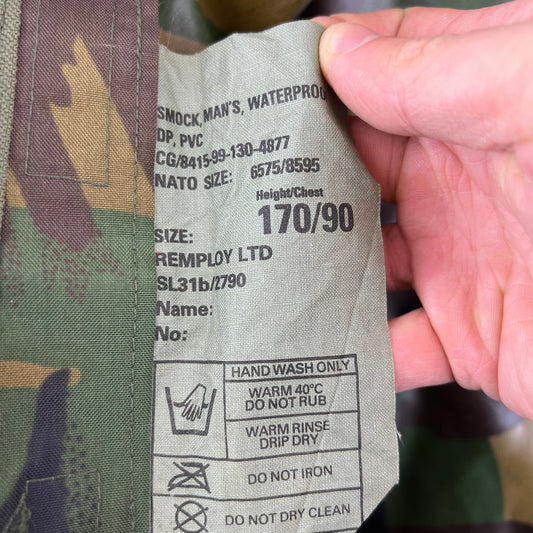 SMOCK, MAN'S, WATERPROOF
DP, PVC
CG/8415-99-130-4877
NATO SIZE: 6575/8595
Height/Chest
SIZE: 170/90
REMPLOY LTD
SL31b/2790
Name:
No:
HAND WASH ONLY
WARM 40°C
DO NOT RUB
WARM RINSE
DRIP DRY
DO NOT IRON
DO NOT DRY CLEAN